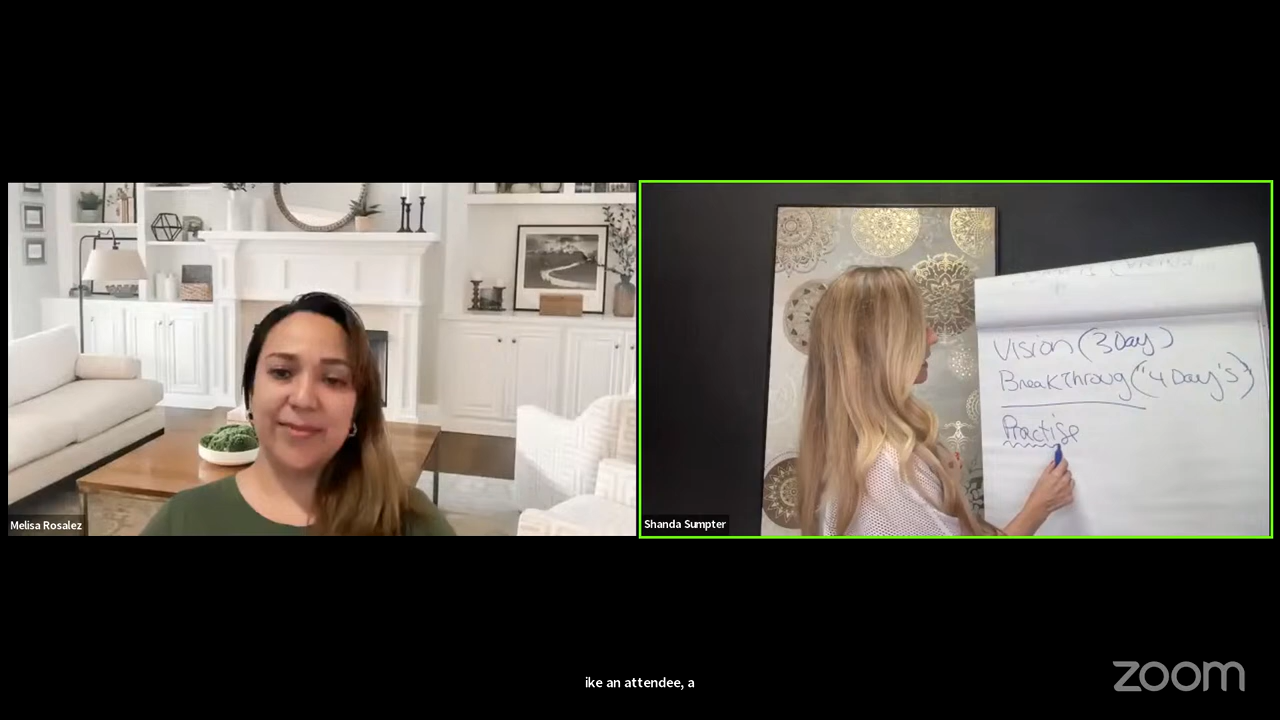 Vision (3 Day)
Breakthroug ("4 Day's")
Practise
Melisa Rosalez
Shanda Sumpter
ike an attendee, a
zoom